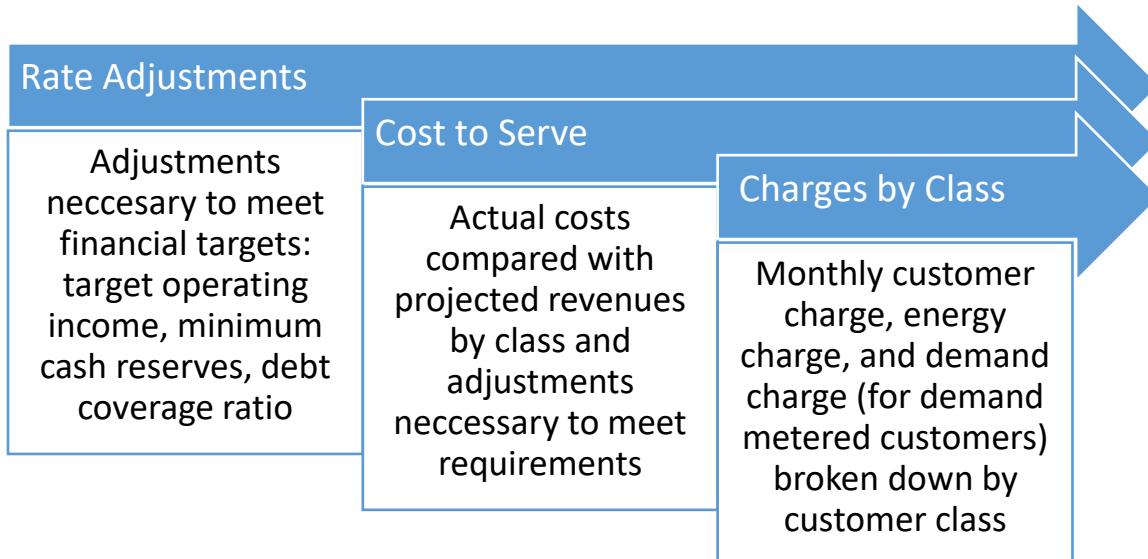 Rate Adjustments
Adjustments
neccesary to meet
financial targets:
target operating
income, minimum
cash reserves, debt
coverage ratio
Cost to Serve
Actual costs
compared with
projected revenues
by class and
adjustments
neccessary to meet
requirements
Charges by Class
Monthly customer
charge, energy
charge, and demand
charge (for demand
metered customers)
broken down by
customer class